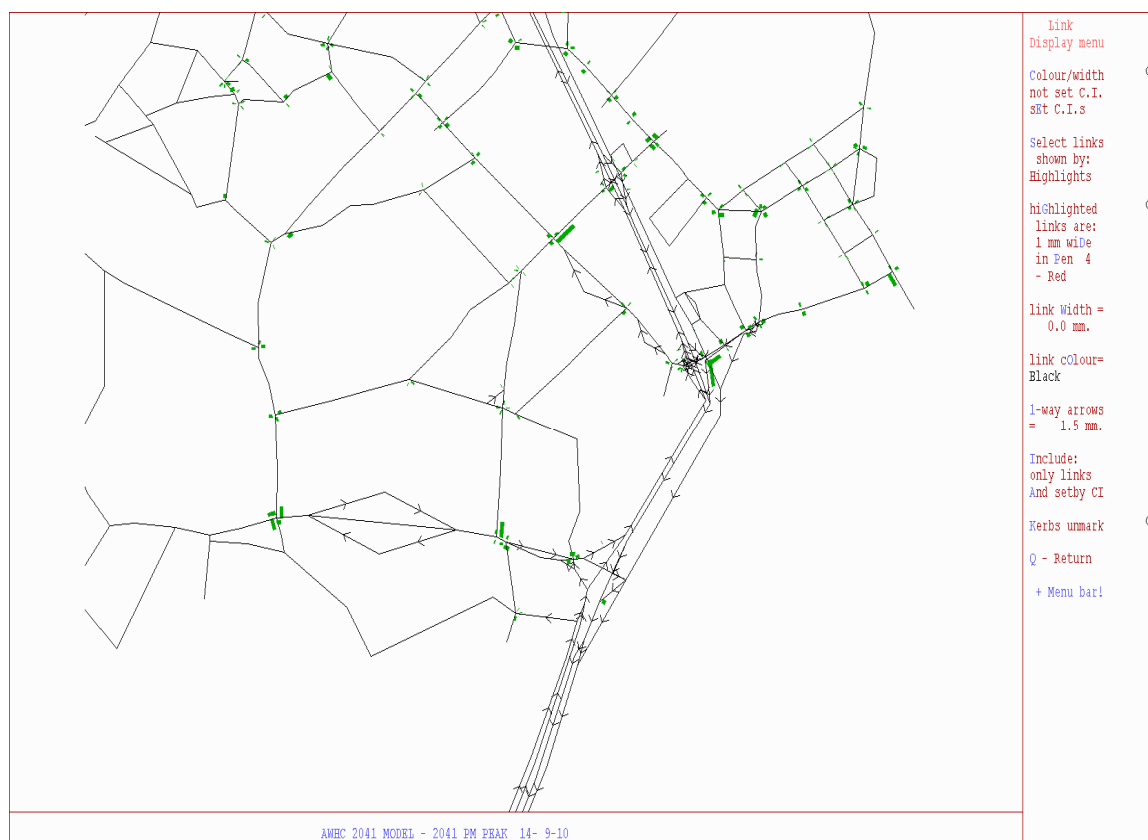 Link
Display menu
Colour/width
not set C.I.
sEt C.I.s
Select links
shown by:
Highlights
hiGhlighted
links are:
1 mm wiDe
in Pen 4
- Red
link Width =
0.0 mm.
link cOlour=
Black
1-way arrows
= 1.5 mm.
Include:
only links
And setby CI
Kerbs unmark
Q - Return
+ Menu bar!
AWHC 2041 MODEL - 2041 PM PEAK 14- 9-10